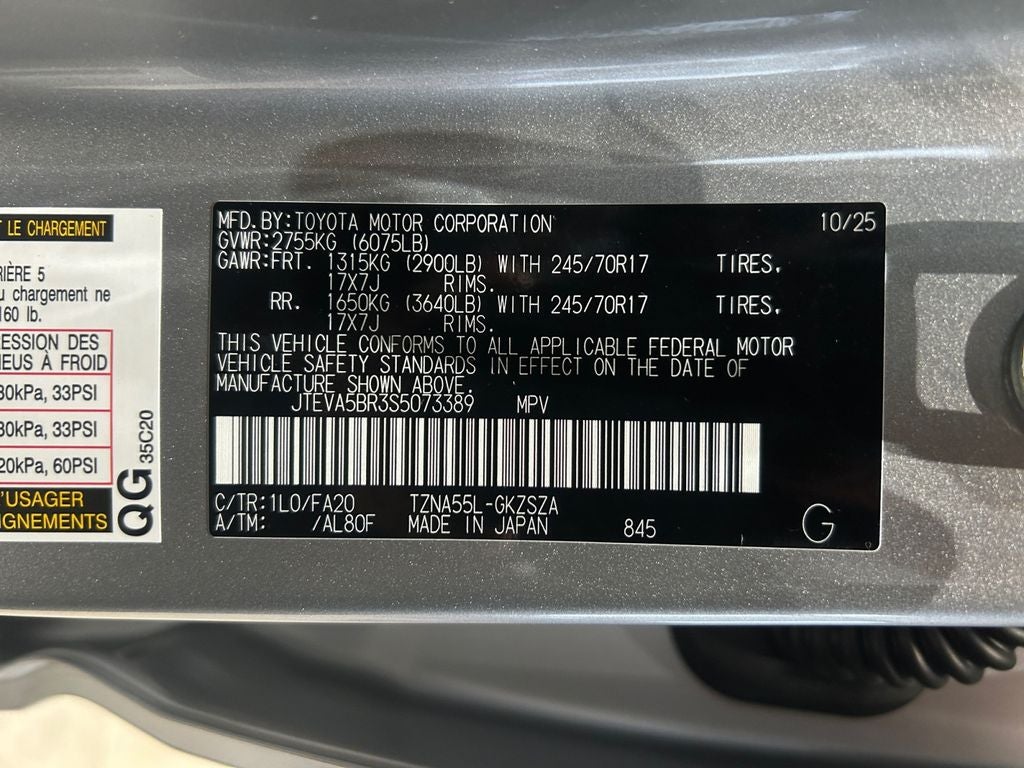 T LE CHARGEMENT
RIÈRE 5
u chargement ne
160 lb.
ESSION DES
NEUS À FROID
30kPa, 33PSI
30kPa, 33PSI
20kPa, 60PSI
'USAGER
IGNEMENTS
QG 35C20
MFD.BY:TOYOTA MOTOR CORPORATION 10/25
GVWR:2755KG (6075LB)
GAWR:FRT. 1315KG (2900LB) WITH 245/70R17 TIRES,
17X7J RIMS.
RR. 1650KG (3640LB) WITH 245/70R17 TIRES,
17X7J RIMS.
THIS VEHICLE CONFORMS TO ALL APPLICABLE FEDERAL MOTOR
VEHICLE SAFETY STANDARDS IN EFFECT ON THE DATE OF
MANUFACTURE SHOWN ABOVE.
JTEVA5BR3S5073389 MPV
C/TR:1L0/FA20 TZNA55L-GKZSZA
A/TM: /AL80F MADE IN JAPAN 845 G